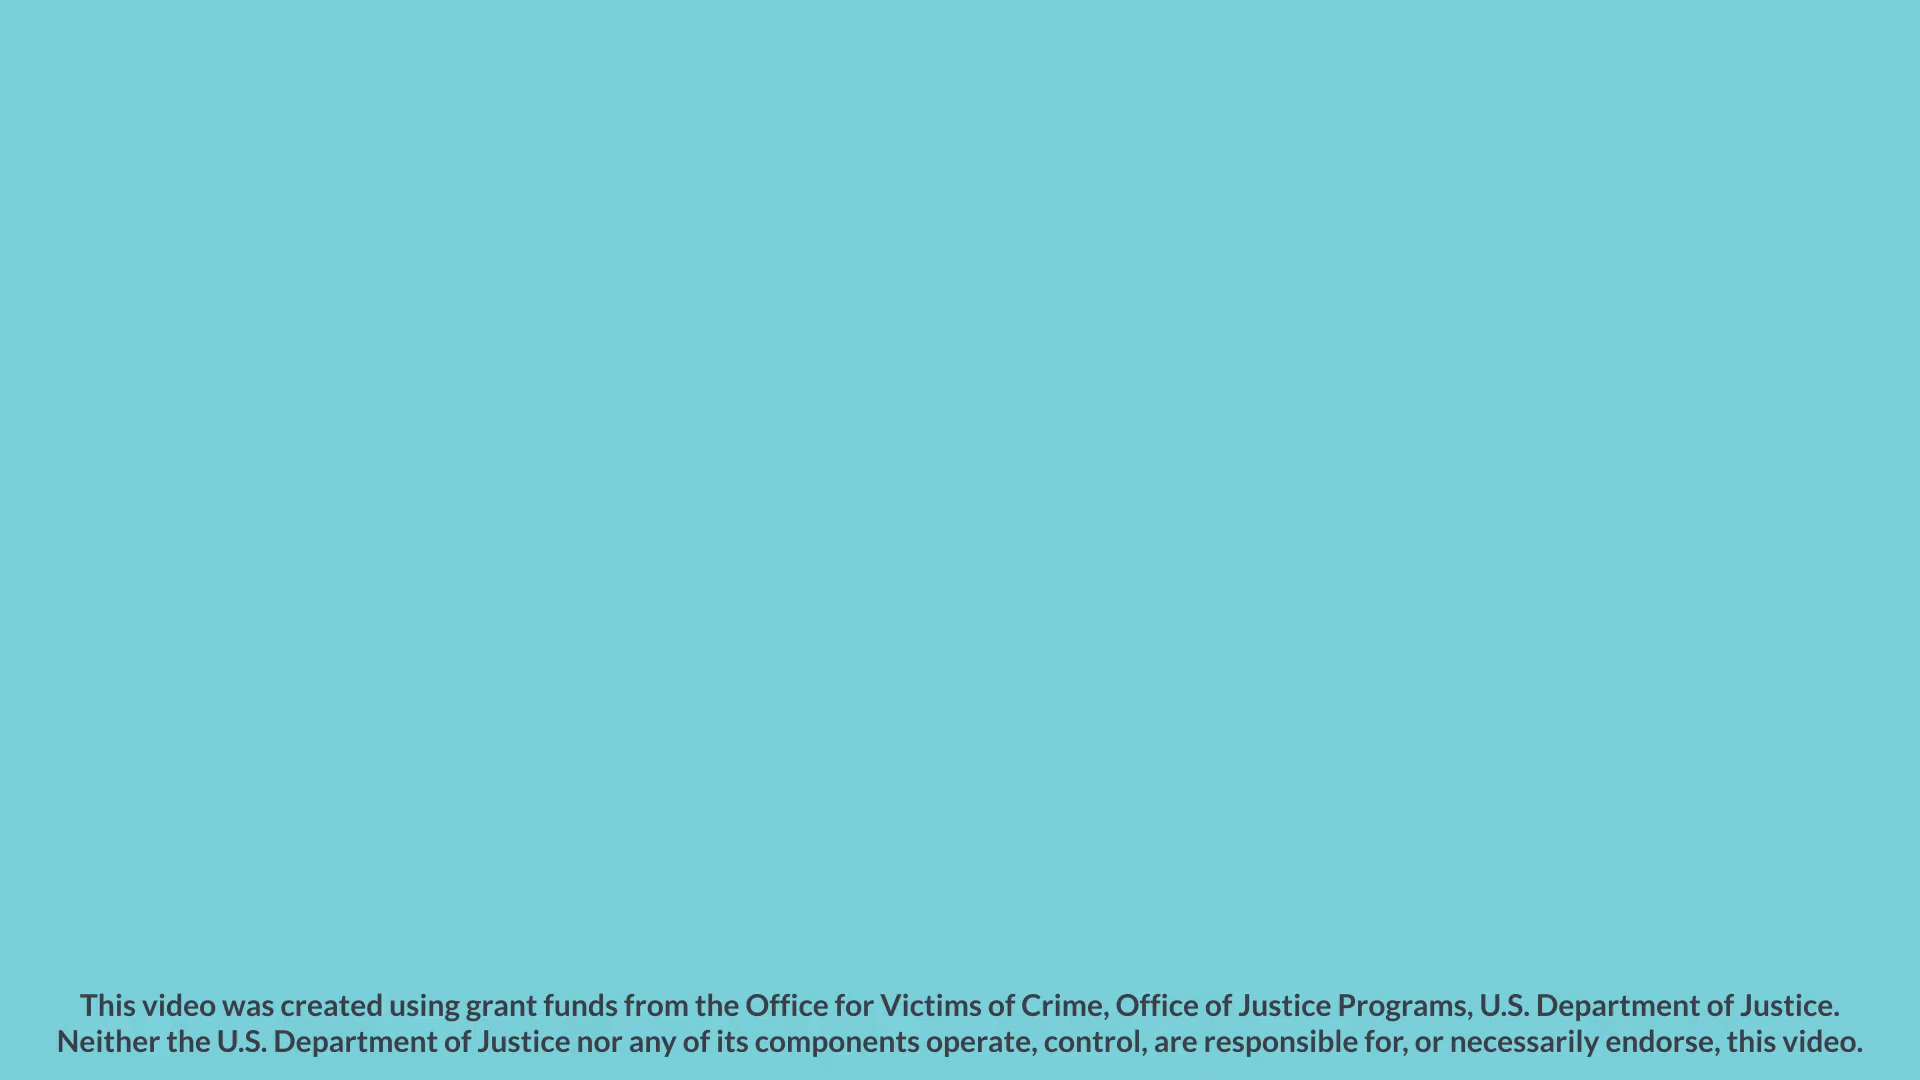 This video was created using grant funds from the Office for Victims of Crime, Office of Justice Programs, U.S. Department of Justice.
Neither the U.S. Department of Justice nor any of its components operate, control, are responsible for, or necessarily endorse, this video.